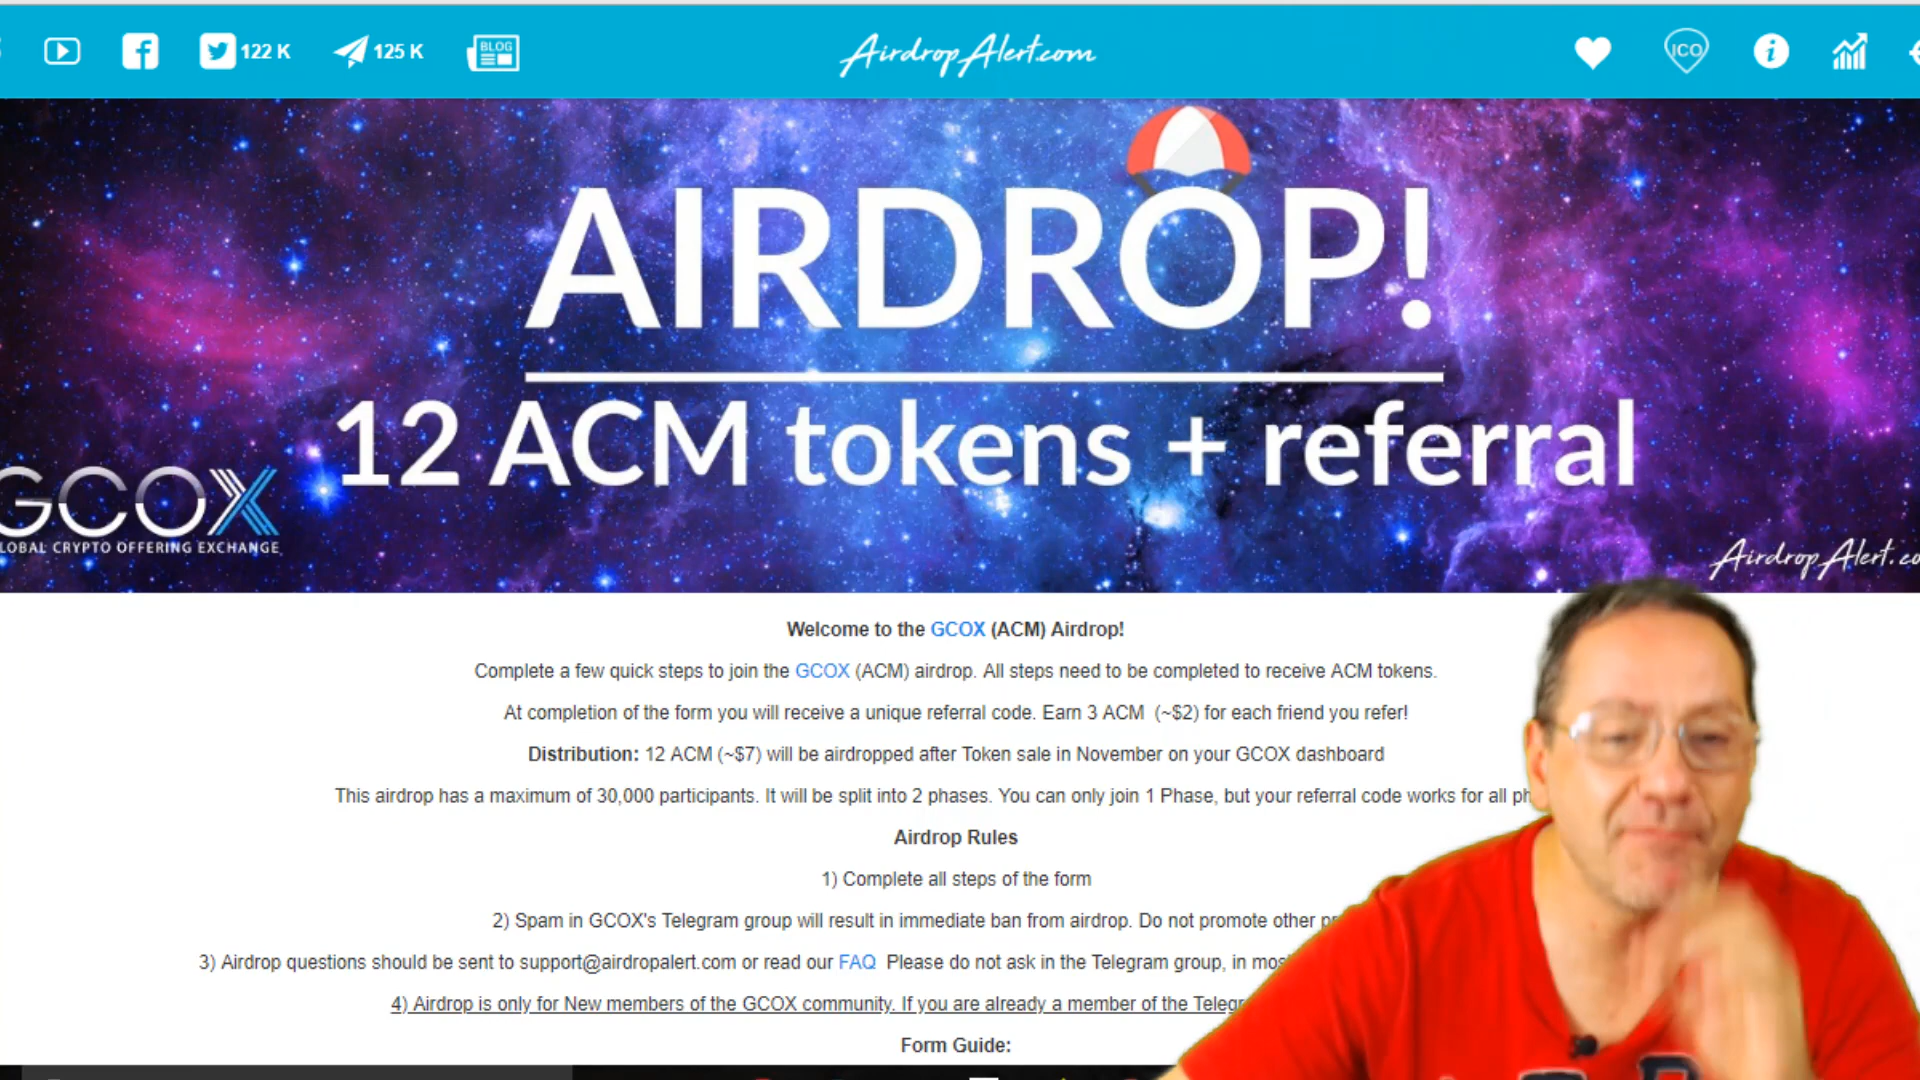 122 K
125 K
BLOG
AirdropAlert.com
ICO
AIRDROP!
12 ACM tokens + referral
GCOX
GLOBAL CRYPTO OFFERING EXCHANGE
AirdropAlert.co
Welcome to the GCOX (ACM) Airdrop!
Complete a few quick steps to join the GCOX (ACM) airdrop. All steps need to be completed to receive ACM tokens.
At completion of the form you will receive a unique referral code. Earn 3 ACM (~$2) for each friend you refer!
Distribution: 12 ACM (~$7) will be airdropped after Token sale in November on your GCOX dashboard
This airdrop has a maximum of 30,000 participants. It will be split into 2 phases. You can only join 1 Phase, but your referral code works for all
Airdrop Rules
1) Complete all steps of the form
2) Spam in GCOX's Telegram group will result in immediate ban from airdrop. Do not promote other
3) Airdrop questions should be sent to support@airdropalert.com or read our FAQ Please do not ask in the Telegram group, in
4) Airdrop is only for New members of the GCOX community. If you are already a member of the
Form Guide: